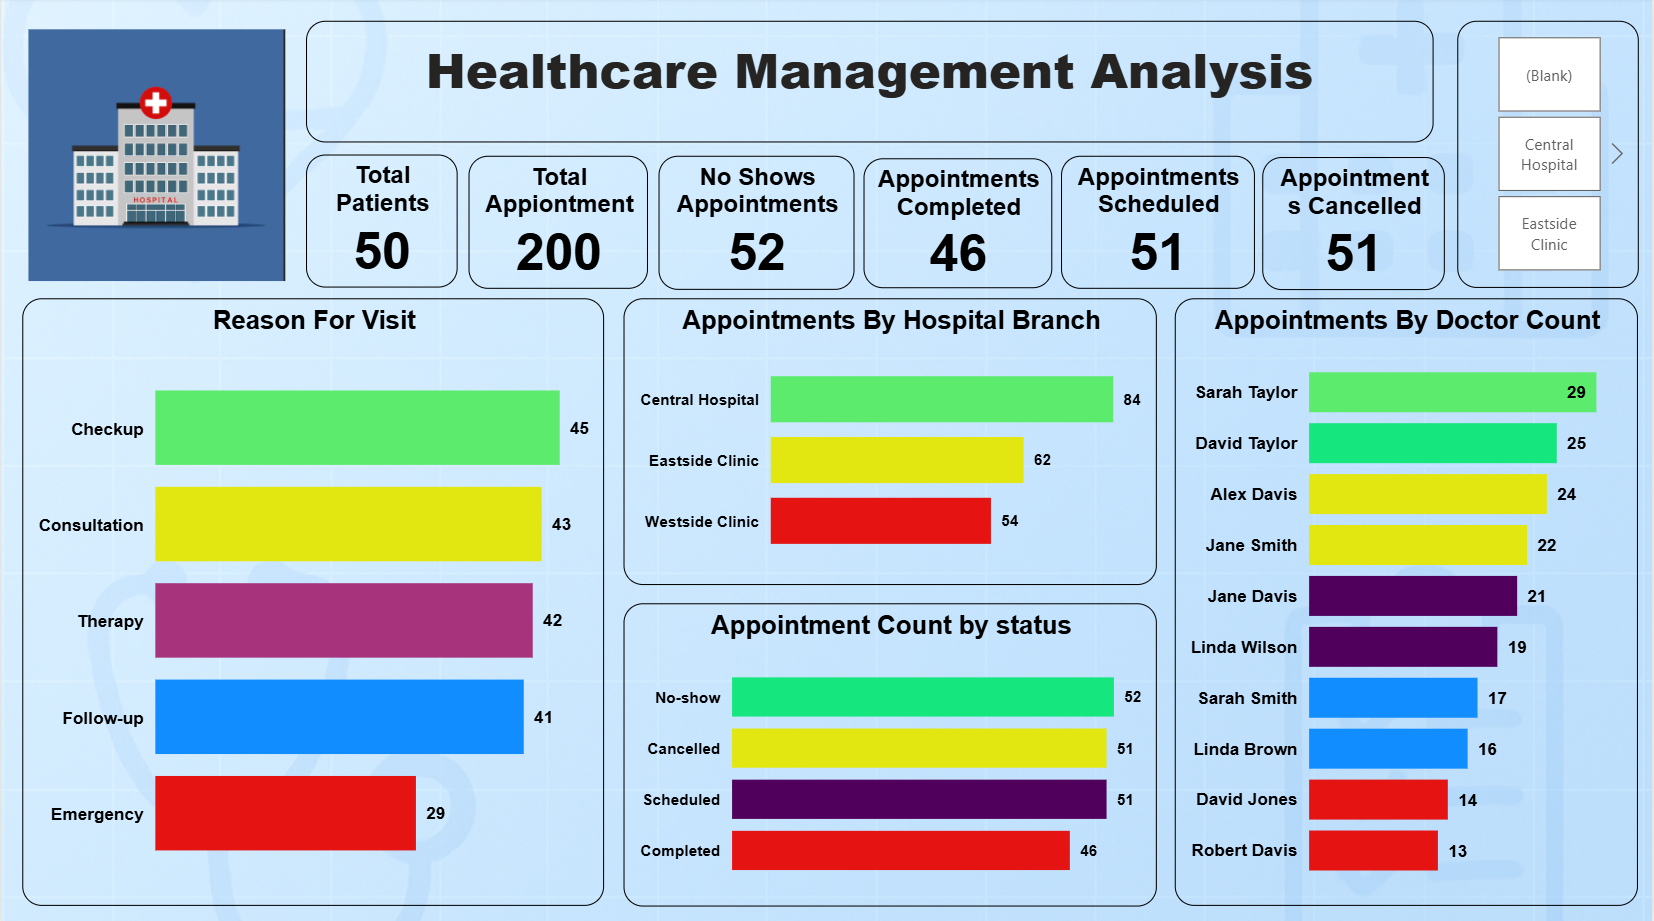 Healthcare Management Analysis
(Blank)
Central
Hospital
Eastside
Clinic
HOSPITAL
Total
Patients
50
Total
Appiontment
200
No Shows
Appointments
52
Appointments
Completed
46
Appointments
Scheduled
51
Appointment
s Cancelled
51
Reason For Visit
Checkup 45
Consultation 43
Therapy 42
Follow-up 41
Emergency 29
Appointments By Hospital Branch
Central Hospital 84
Eastside Clinic 62
Westside Clinic 54
Appointment Count by status
No-show 52
Cancelled 51
Scheduled 51
Completed 46
Appointments By Doctor Count
Sarah Taylor 29
David Taylor 25
Alex Davis 24
Jane Smith 22
Jane Davis 21
Linda Wilson 19
Sarah Smith 17
Linda Brown 16
David Jones 14
Robert Davis 13